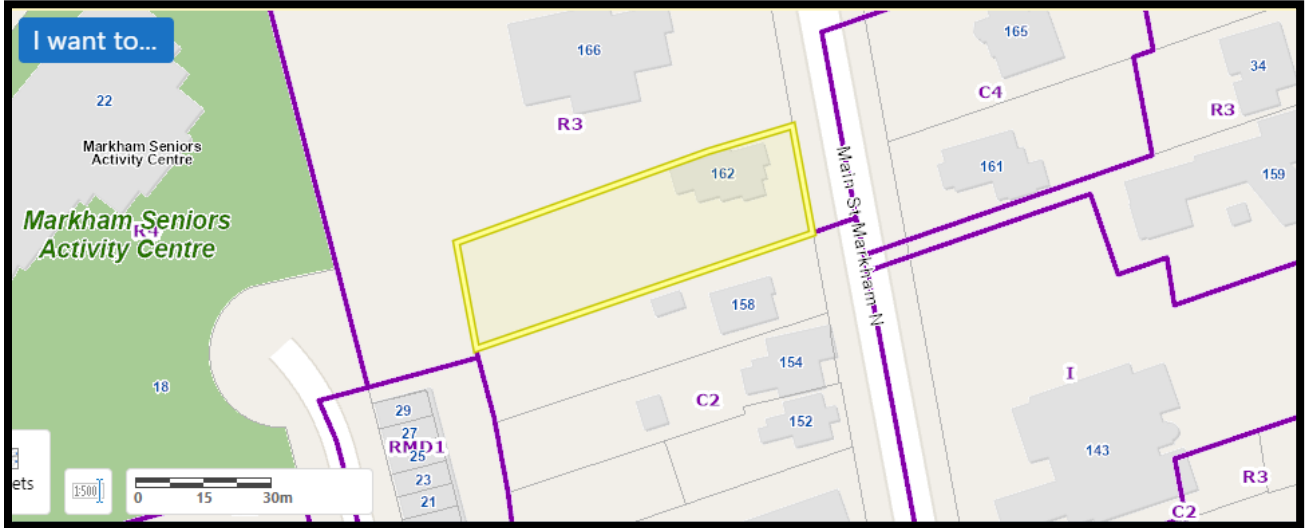 I want to...
22
Markham Seniors
Activity Centre
Markham Seniors
Activity Centre
R4
18
166
R3
162
Main St Markham N
165
C4
34
R3
161
159
158
154
C2
152
I
143
R3
C2
29
27
RMD1
25
23
21
ets
1:500
0 15 30m